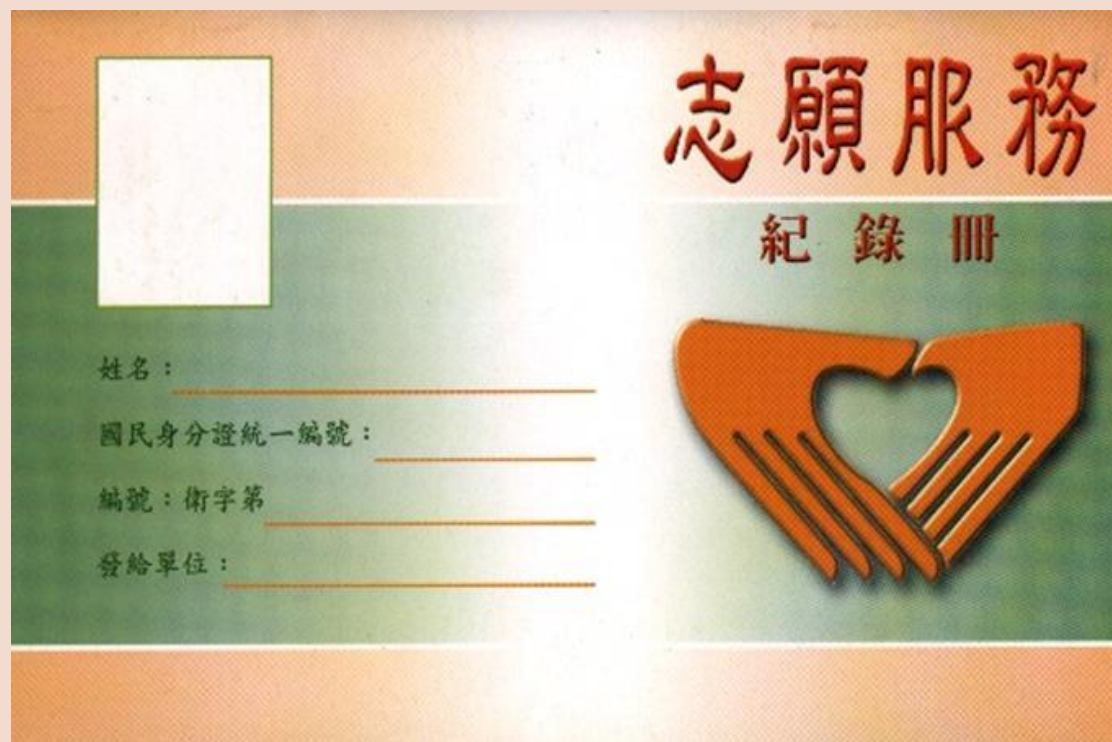 志願服務
紀錄冊
姓名：
國民身分證統一編號：
編號：衛字第
發給單位：